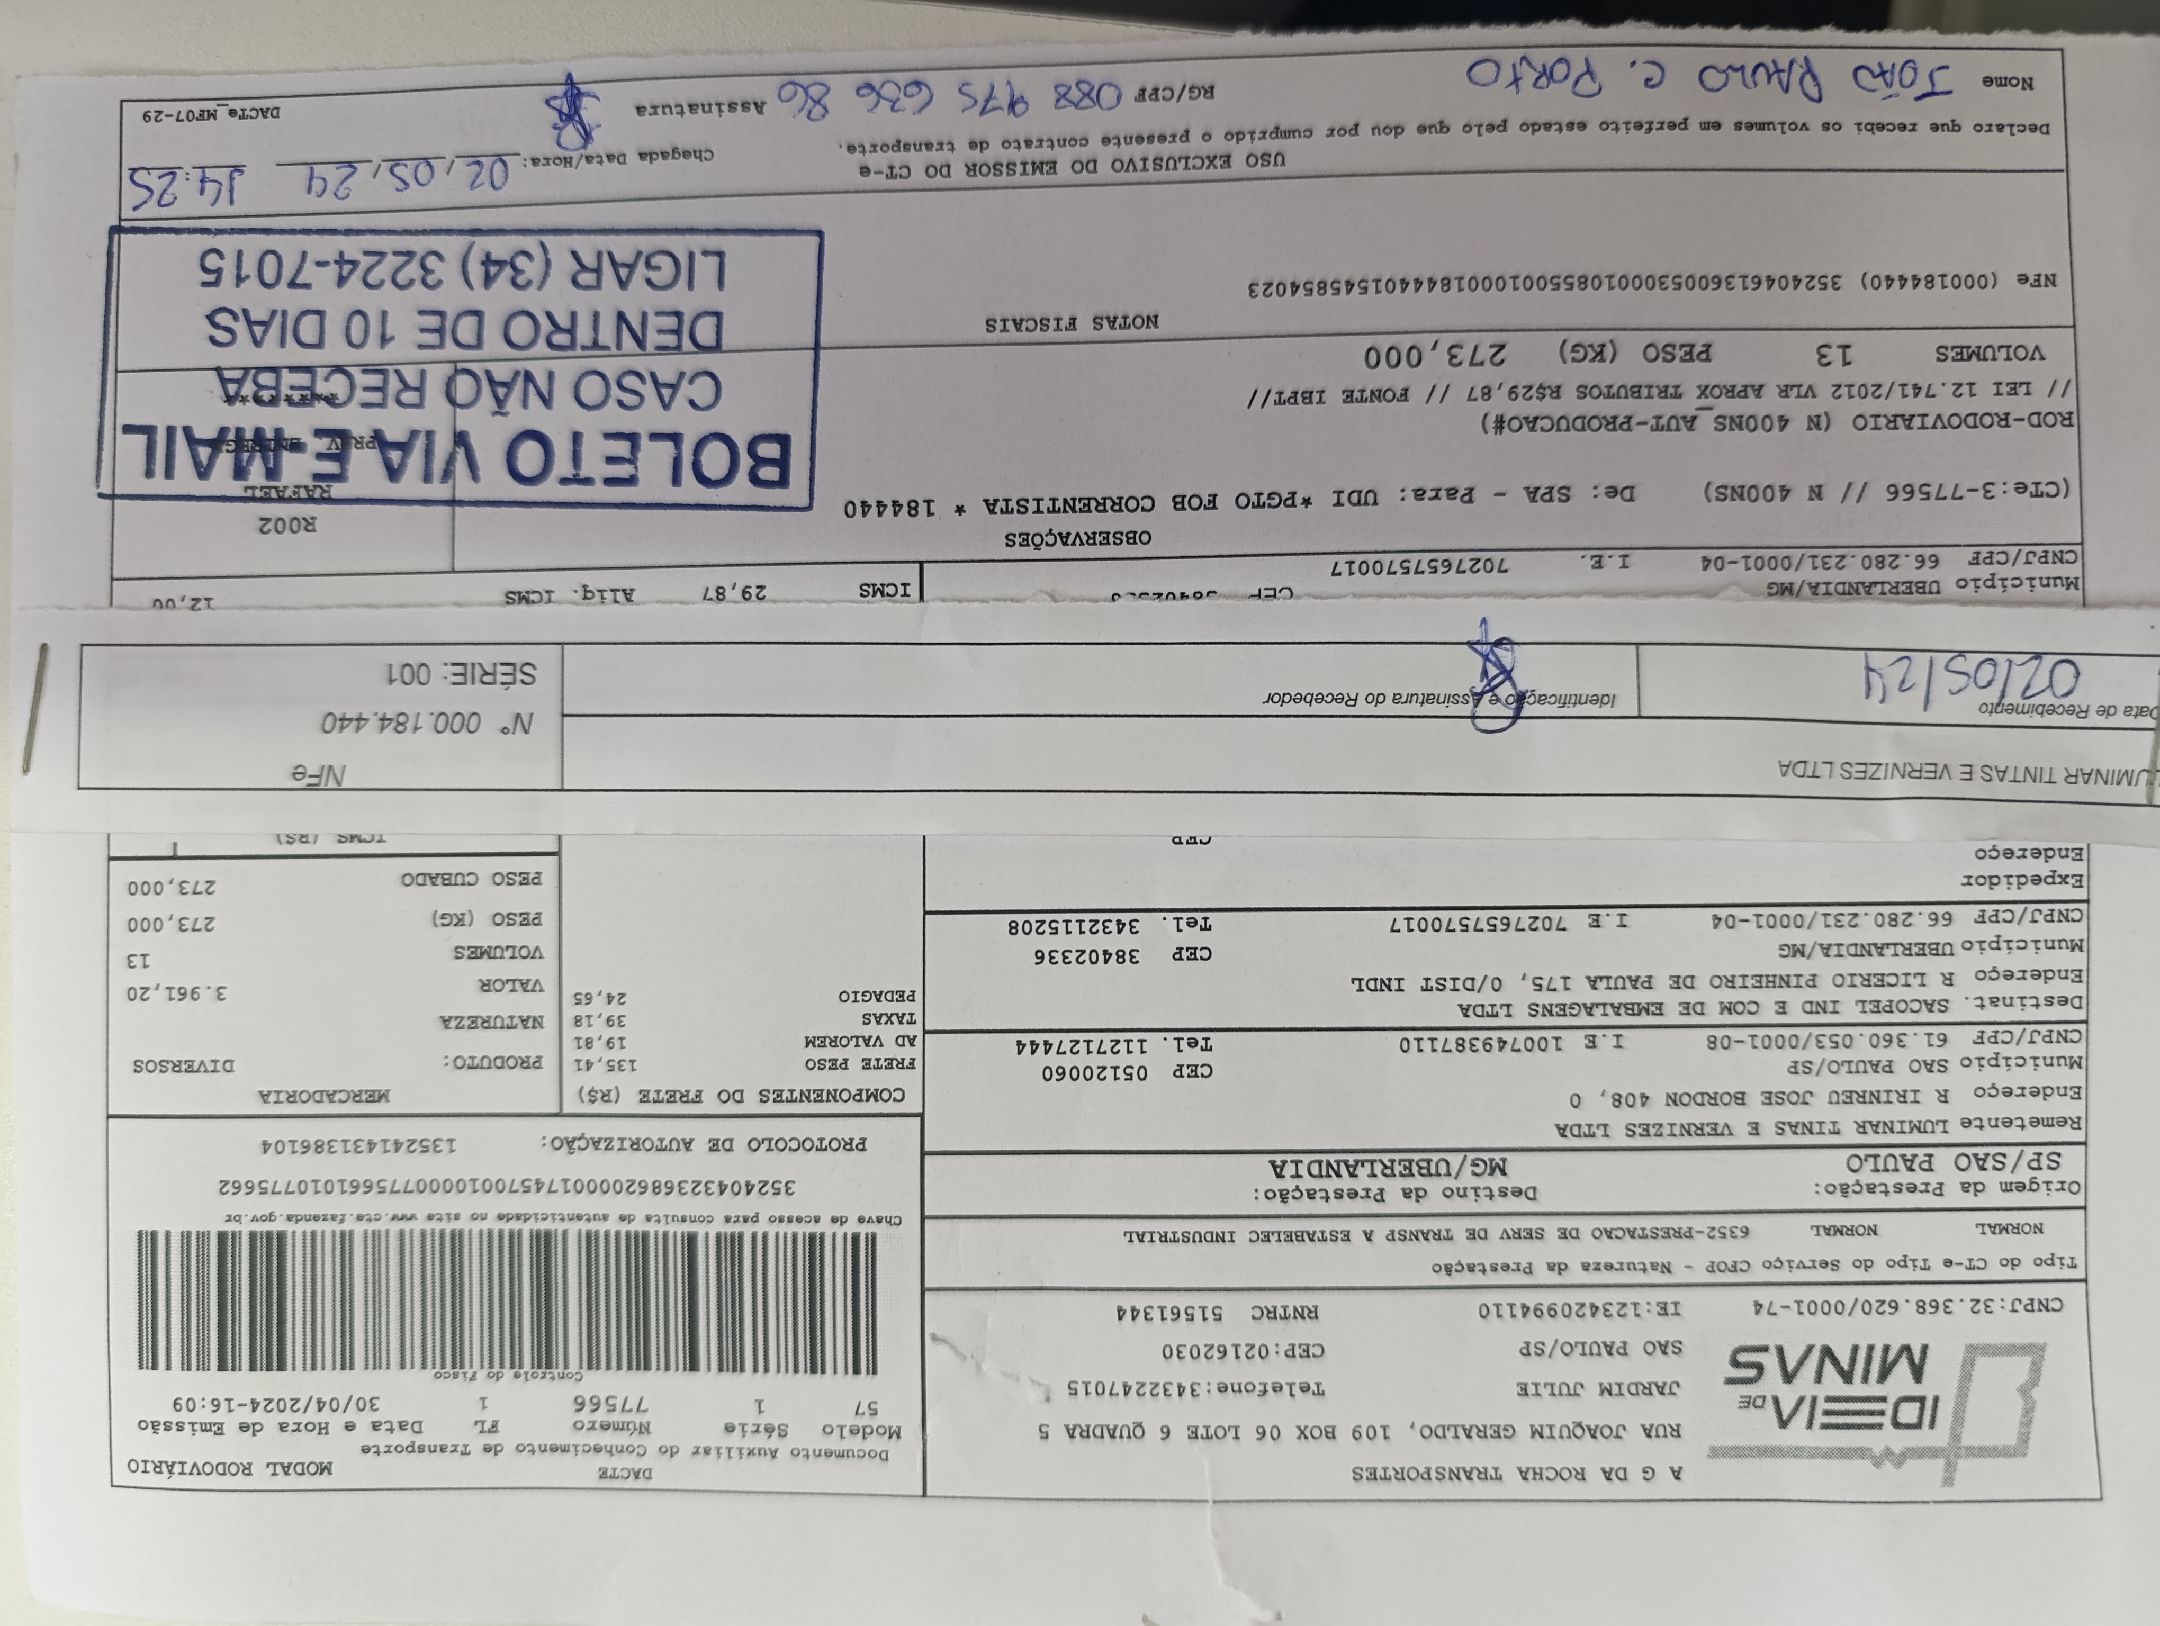 A G DA ROCHA TRANSPORTES
RUA JOAQUIM GERALDO, 109 BOX 06 LOTE 6 QUADRA 5
JARDIM JULIE Telefone:3432247015
SAO PAULO/SP CEP:02162030
IDEIA DE MINAS
CNPJ:32.368.620/0001-74 IE:123420994110 RNTRC 51561344
DACTE MODAL RODOVIÁRIO
Documento Auxiliar do Conhecimento de Transporte
Modelo Série Número FL Data e Hora de Emissão
57 1 77566 1 30/04/2024-16:09
Controle do Fisco
Chave de acesso para consulta de autenticidade no site www.cte.fazenda.gov.br
35240432368620000174570010000775661010775662
PROTOCOLO DE AUTORIZAÇÃO: 135241431386104
Tipo do CT-e Tipo do Serviço CFOP - Natureza da Prestação
NORMAL NORMAL 6352-PRESTACAO DE SERV DE TRANSP A ESTABELEC INDUSTRIAL
Origem da Prestação: Destino da Prestação:
SP/SAO PAULO MG/UBERLANDIA
Remetente LUMINAR TINAS E VERNIZES LTDA
Endereço R IRINREU JOSE BORDON 408, 0
Município SAO PAULO/SP CEP 05120060
CNPJ/CPF 61.360.053/0001-08 I.E 100749387110 Tel. 1127127444
Destinat. SACOPEL IND E COM DE EMBALAGENS LTDA
Endereço R LICERIO PINHEIRO DE PAULA 175, 0/DIST INDL
Município UBERLANDIA/MG CEP 38402336
CNPJ/CPF 66.280.231/0001-04 I.E 7027657570017 Tel. 3432115208
Expedidor
Endereço
CEP
COMPONENTES DO FRETE (R$)
FRETE PESO 135,41
AD VALOREM 19,81
TAXAS 39,18
PEDAGIO 24,65
MERCADORIA
PRODUTO: DIVERSOS
NATUREZA
VALOR 3.961,20
VOLUMES 13
PESO (KG) 273,000
PESO CUBADO 273,000
ICMS (R$)
LUMINAR TINTAS E VERNIZES LTDA
Data de Recebimento
02/05/24
Identificação e Assinatura do Recebedor
NFe
Nº 000.184.440
SÉRIE: 001
Município UBERLANDIA/MG CEP
CNPJ/CPF 66.280.231/0001-04 I.E. 7027657570017
ICMS 29,87 Aliq. ICMS 12,00
OBSERVAÇÕES
(CTe:3-77566 // N 400NS) De: SPA - Para: UDI *PGTO FOB CORRENTISTA * 184440
ROD-RODOVIARIO (N 400NS_AUT-PRODUCAO#)
// LEI 12.741/2012 VLR APROX TRIBUTOS R$29,87 // FONTE IBPT//
VOLUMES 13 PESO (KG) 273,000
R002
RAFAEL
BOLETO VIA E-MAIL
CASO NÃO RECEBA
DENTRO DE 10 DIAS
LIGAR (34) 3224-7015
NOTAS FISCAIS
NFe (000184440) 35240461360053000108550010001844401545854023
USO EXCLUSIVO DO EMISSOR DO CT-e
Chegada Data/Hora: 02,05,24 14:25
Declaro que recebi os volumes em perfeito estado pelo que dou por cumprido o presente contrato de transporte.
Nome JOÃO PAULO C. PORTO RG/CPF 088 975 636 86 Assinatura
DACTe_MF07-29